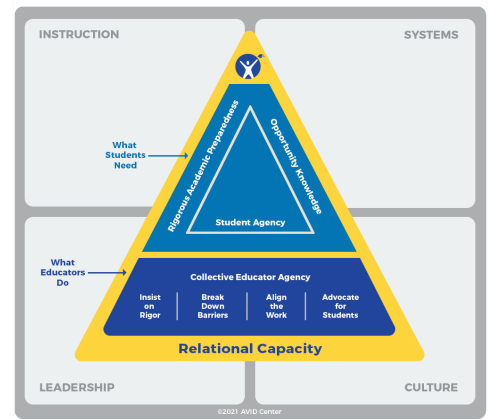 INSTRUCTION
SYSTEMS
What
Students
Need
Rigorous Academic Preparedness
Opportunity Knowledge
Student Agency
What
Educators
Do
Collective Educator Agency
Insist
on
Rigor
Break
Down
Barriers
Align
the
Work
Advocate
for
Students
Relational Capacity
LEADERSHIP
CULTURE
©2021 AVID Center